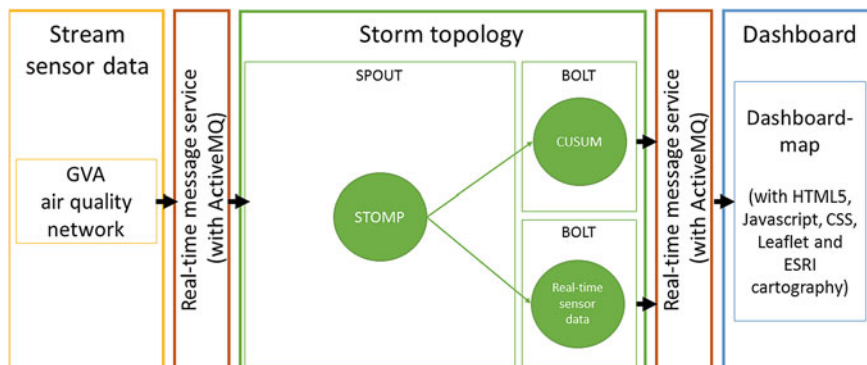 Stream
sensor data
GVA
air quality
network
Real-time message service
(with ActiveMQ)
Storm topology
SPOUT
STOMP
BOLT
CUSUM
BOLT
Real-time
sensor
data
Real-time message service
(with ActiveMQ)
Dashboard
Dashboard-
map
(with HTML5,
Javascript, CSS,
Leaflet and
ESRI
cartography)